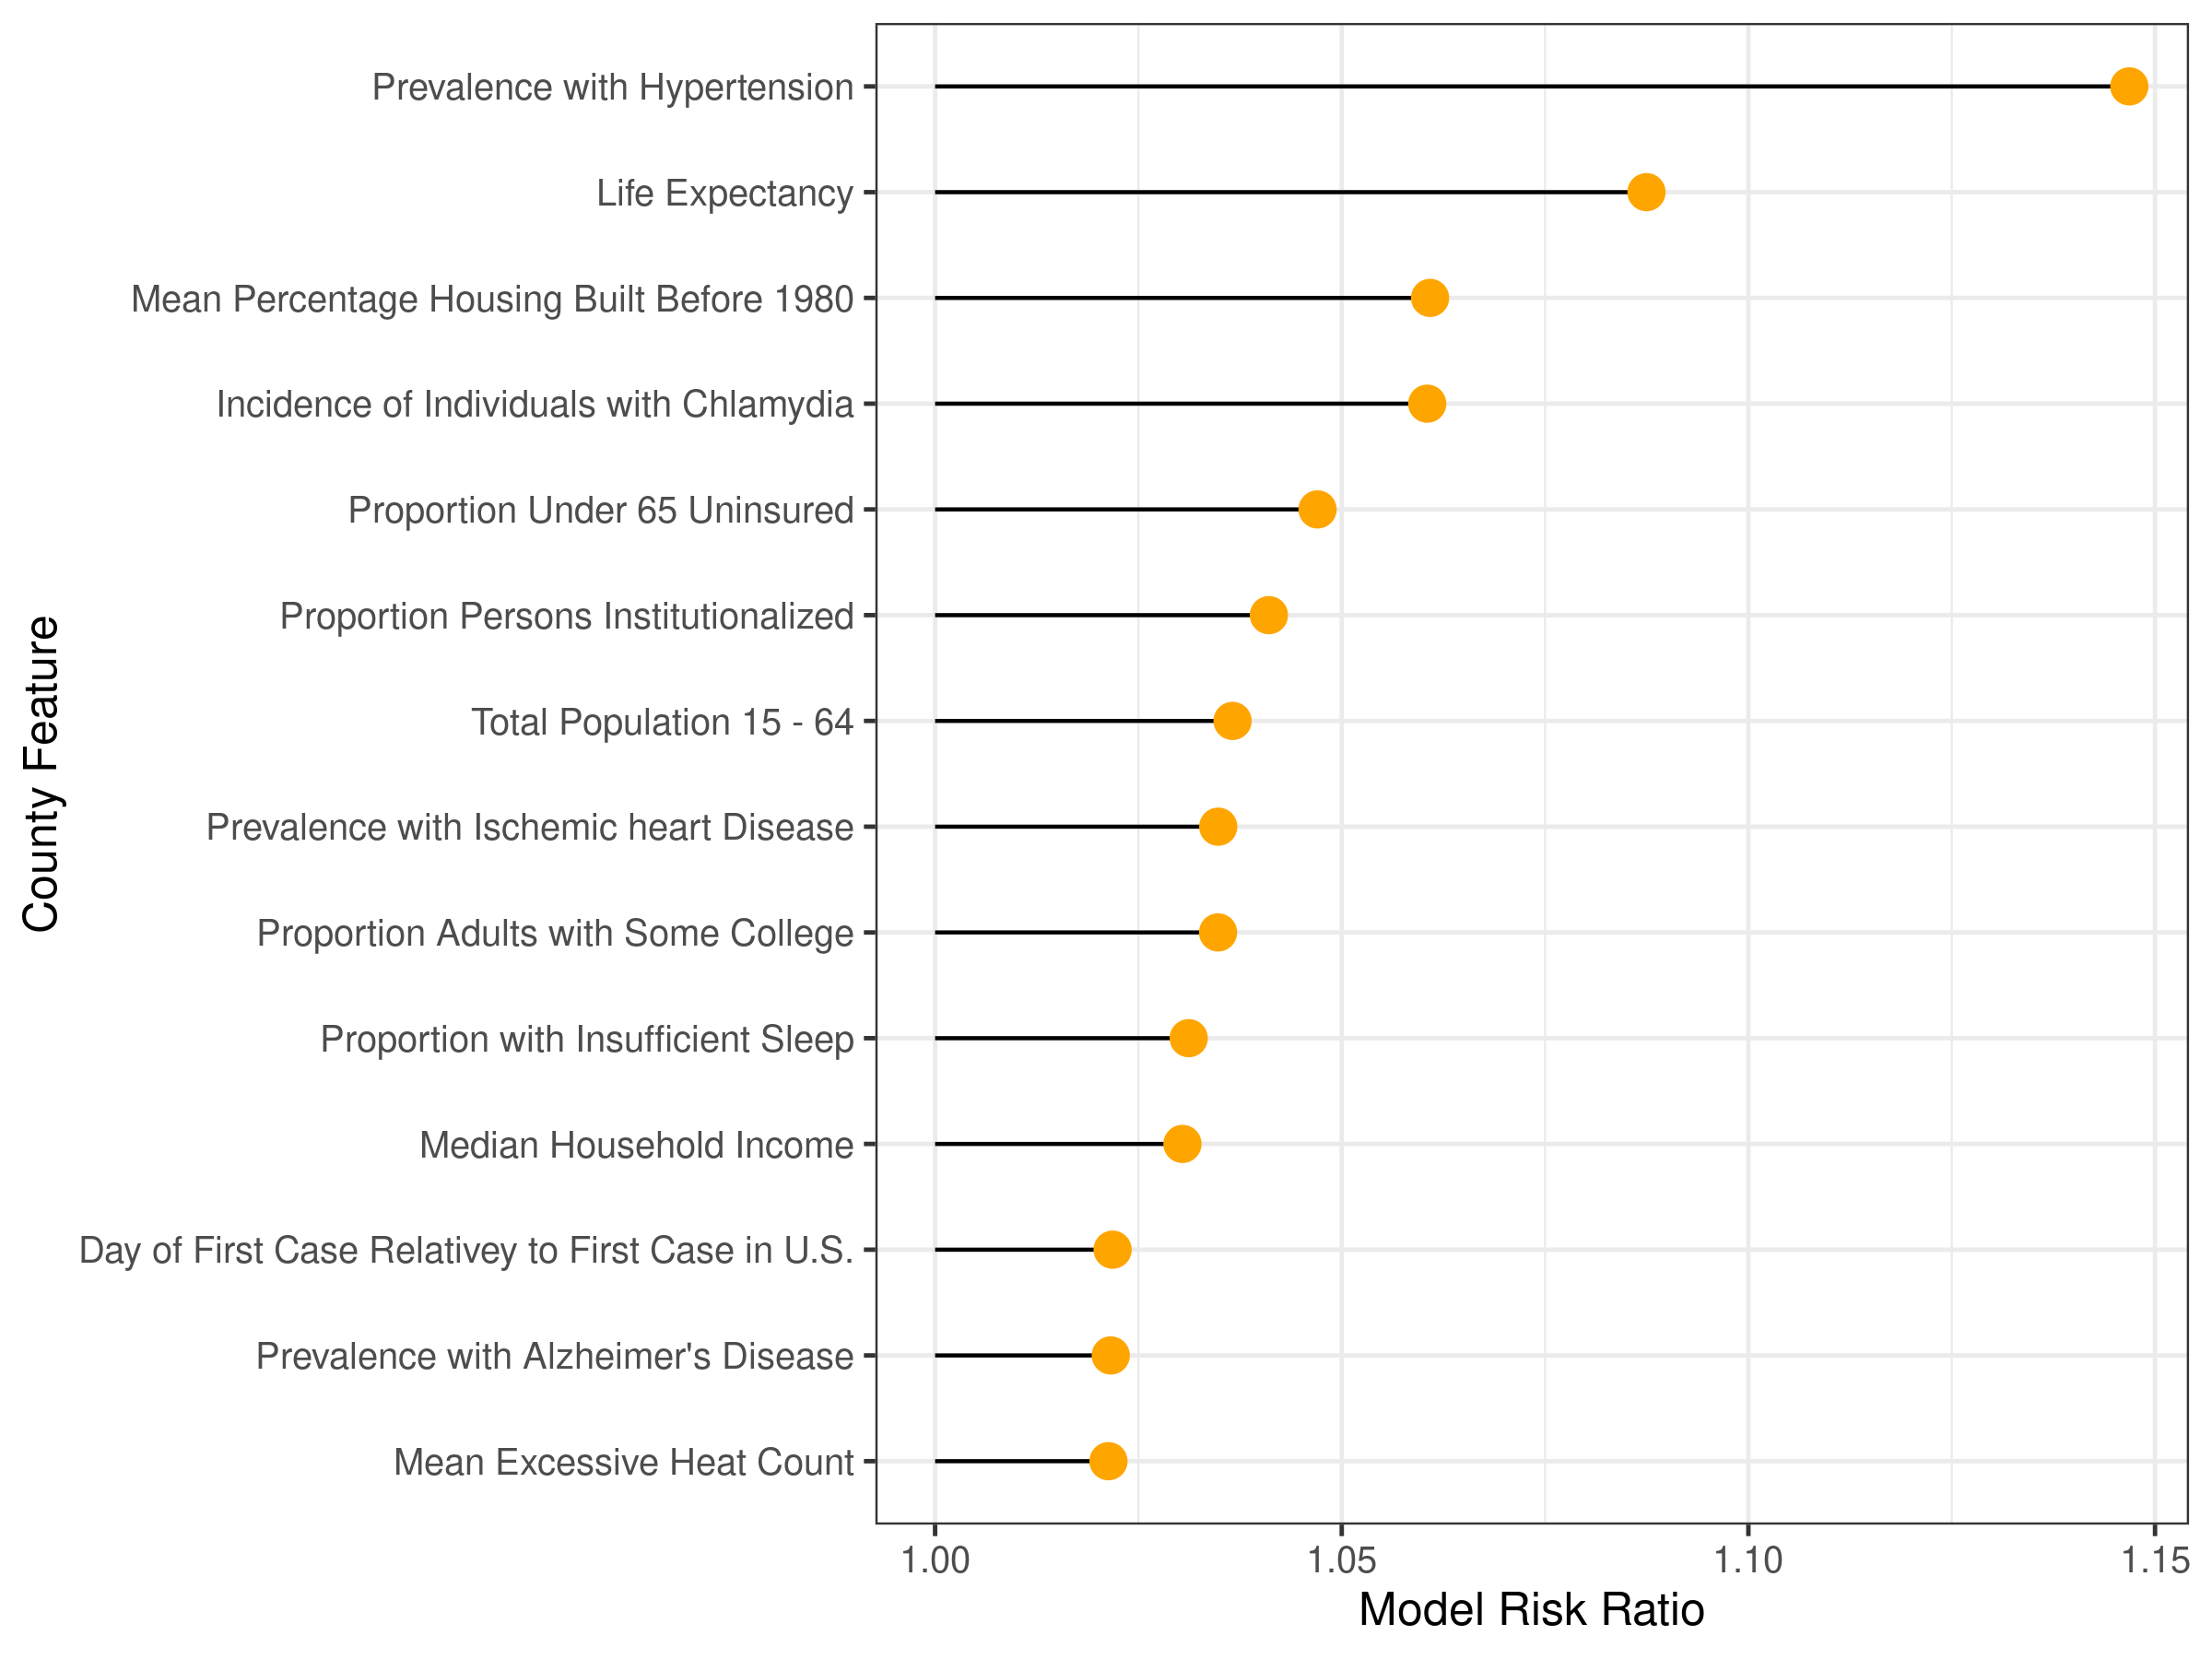 Prevalence with Hypertension
Life Expectancy
Mean Percentage Housing Built Before 1980
Incidence of Individuals with Chlamydia
Proportion Under 65 Uninsured
Proportion Persons Institutionalized
Total Population 15 - 64
Prevalence with Ischemic heart Disease
Proportion Adults with Some College
Proportion with Insufficient Sleep
Median Household Income
Day of First Case Relativey to First Case in U.S.
Prevalence with Alzheimer's Disease
Mean Excessive Heat Count
County Feature
1.00 1.05 1.10 1.15
Model Risk Ratio